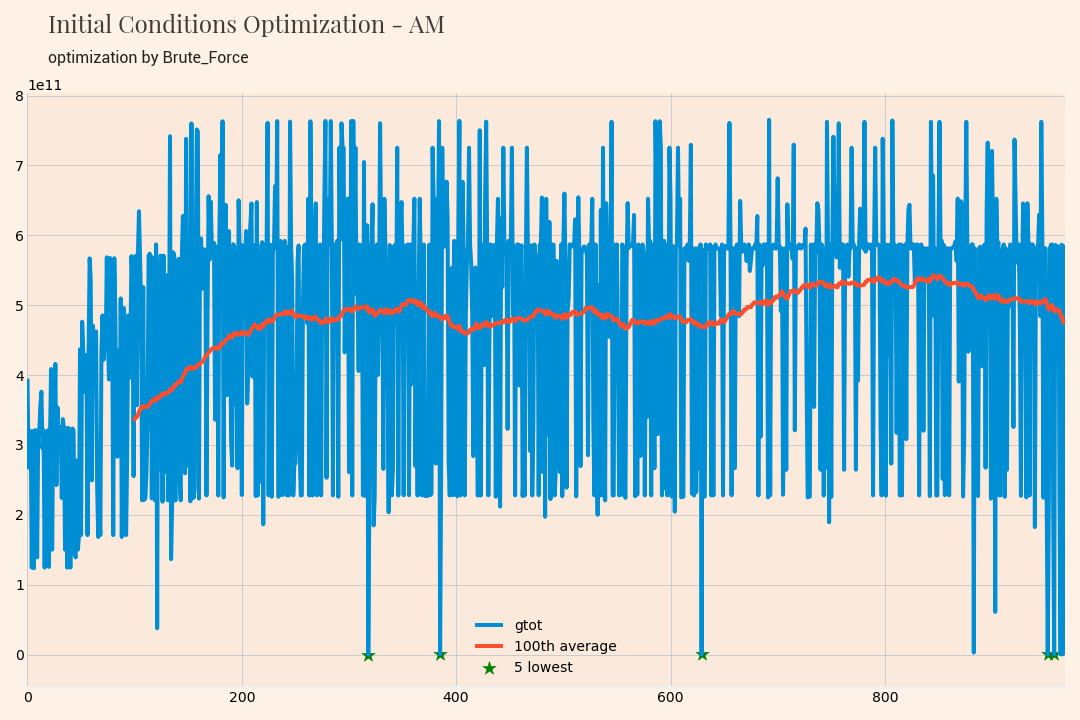 Initial Conditions Optimization - AM
optimization by Brute_Force
1e11
8
7
6
5
4
3
2
1
0
gtot
100th average
5 lowest
0 200 400 600 800